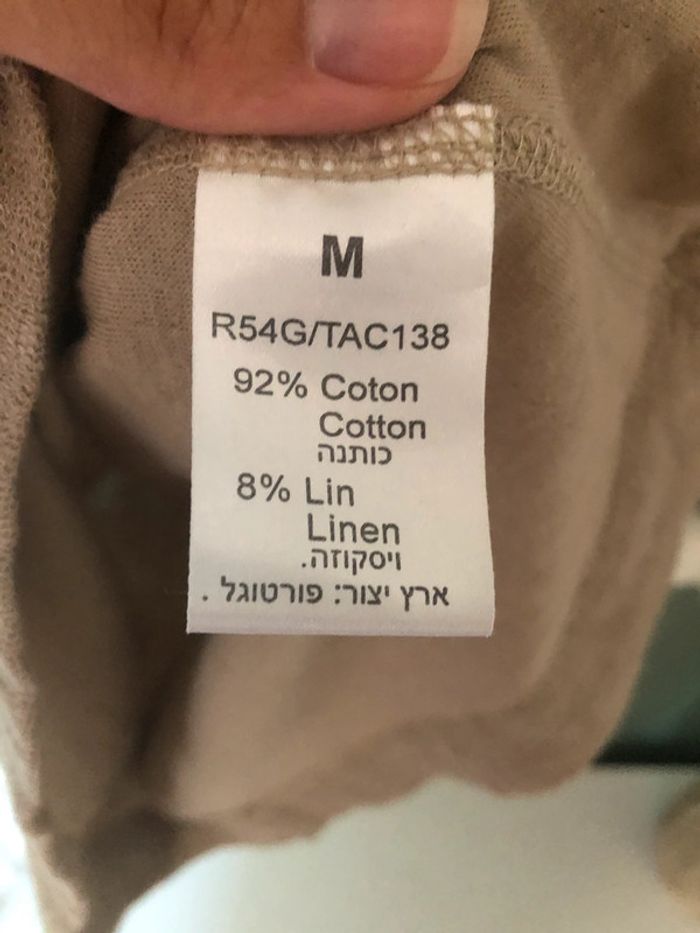 M
R54G/TAC138
92% Coton
Cotton
כותנה
8% Lin
Linen
ויסקוזה.
ארץ יצור: פורטוגל .